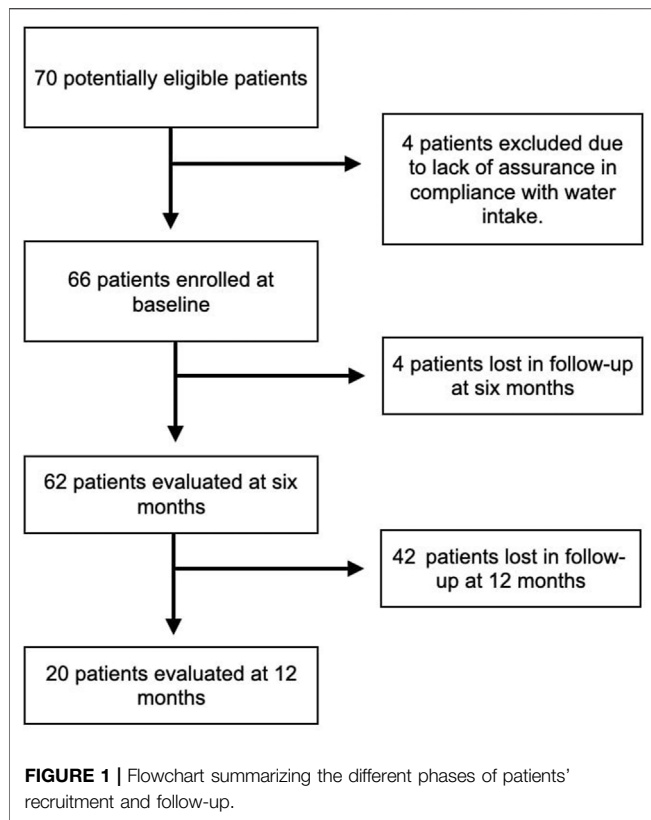 70 potentially eligible patients
4 patients excluded due
to lack of assurance in
compliance with water
intake.
66 patients enrolled at
baseline
4 patients lost in follow-up
at six months
62 patients evaluated at six
months
42 patients lost in follow-
up at 12 months
20 patients evaluated at 12
months
FIGURE 1 | Flowchart summarizing the different phases of patients’
recruitment and follow-up.